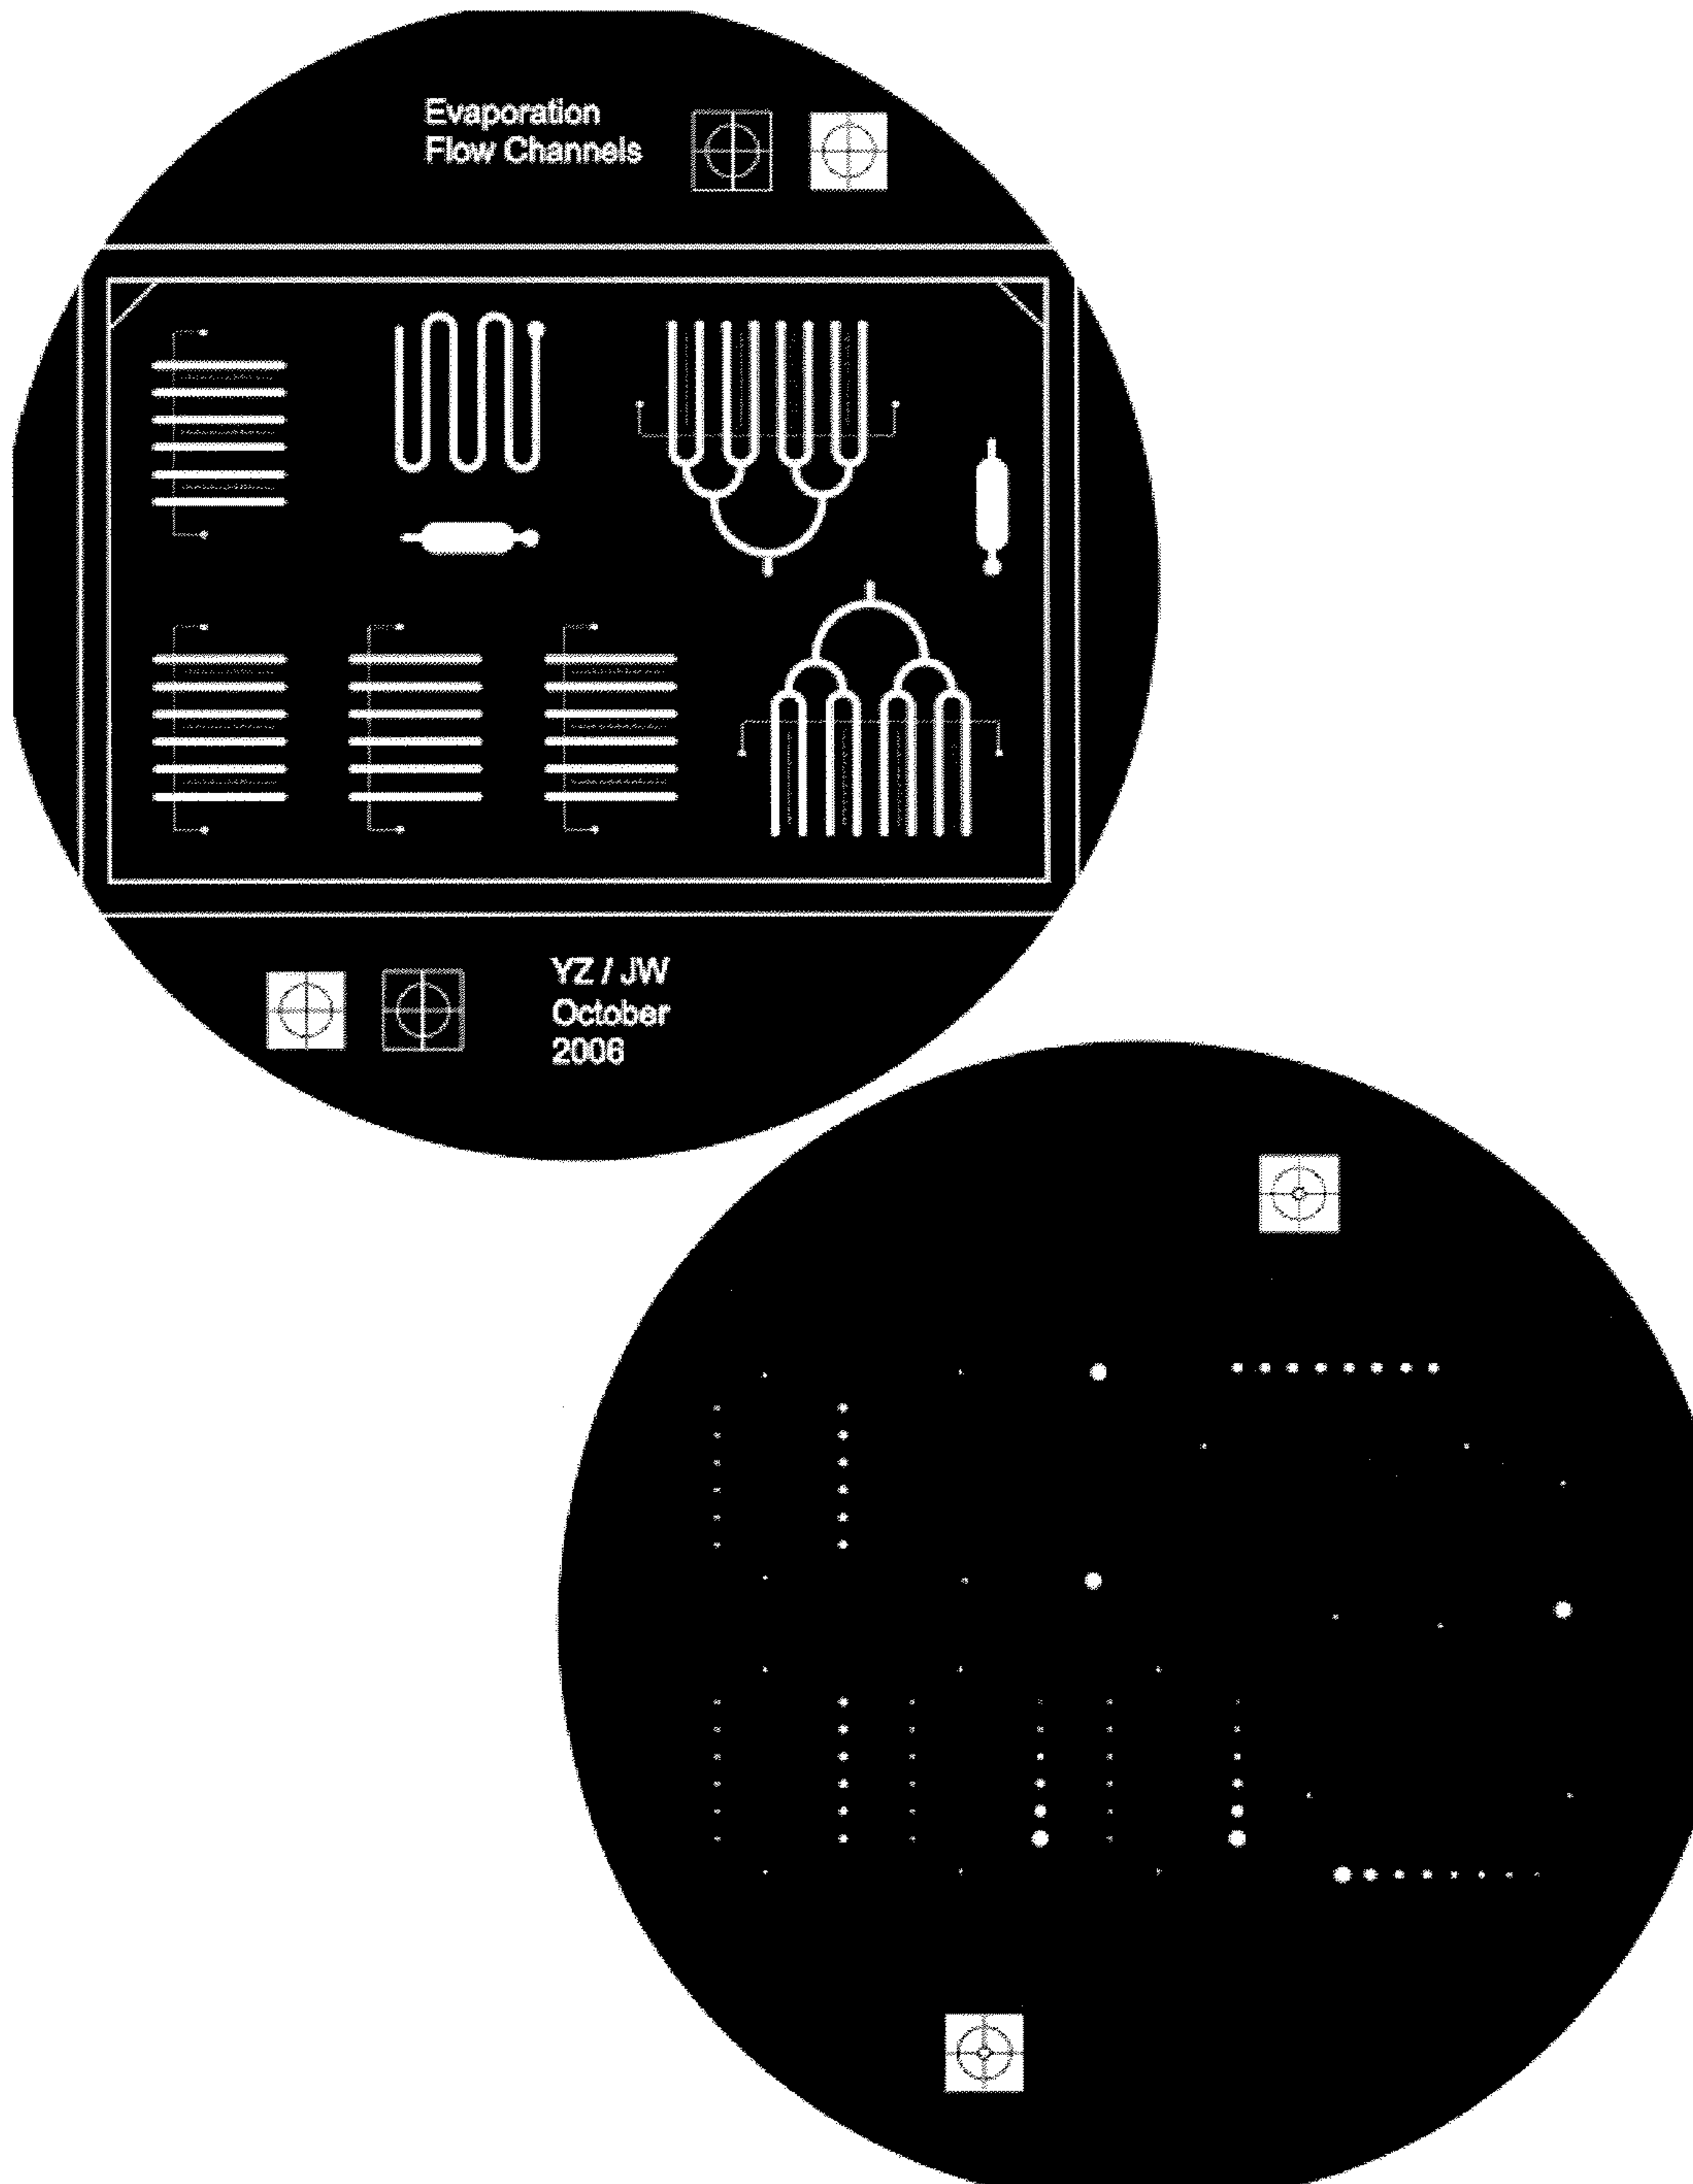 Evaporation
Flow Channels
YZ / JW
October
2006